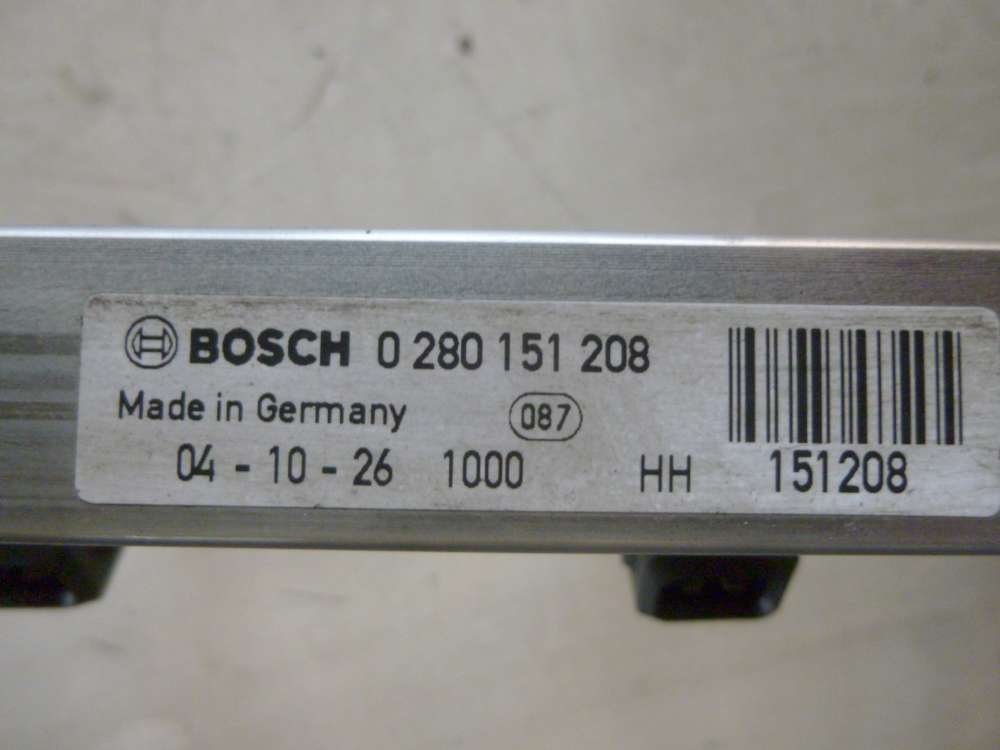 BOSCH 0 280 151 208
Made in Germany 087
04 - 10 - 26 1000 HH 151208